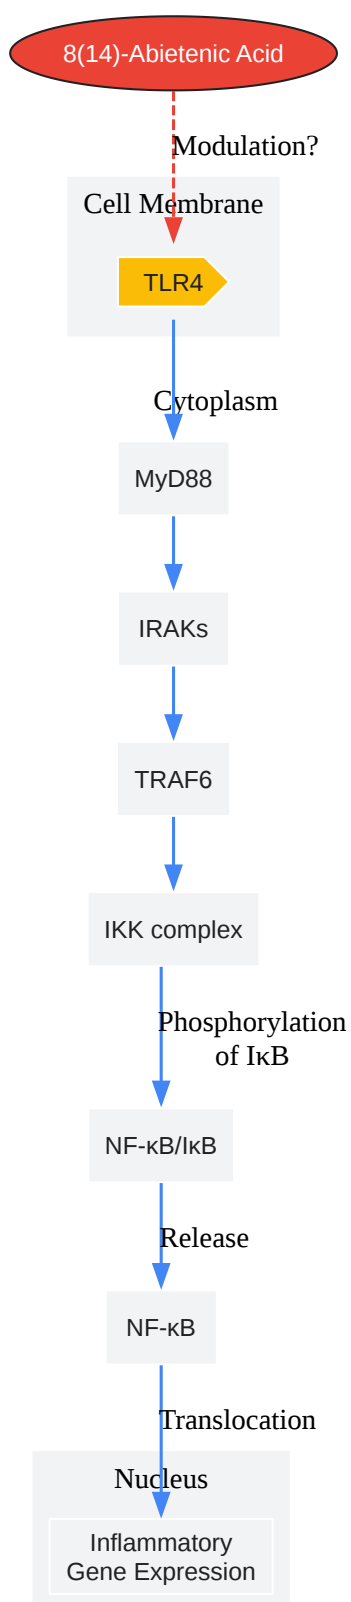 8(14)-Abietenic Acid
Modulation?
Cell Membrane
TLR4
Cytoplasm
MyD88
IRAKs
TRAF6
IKK complex
Phosphorylation
of IκB
NF-κB/IκB
Release
NF-κB
Translocation
Nucleus
Inflammatory
Gene Expression